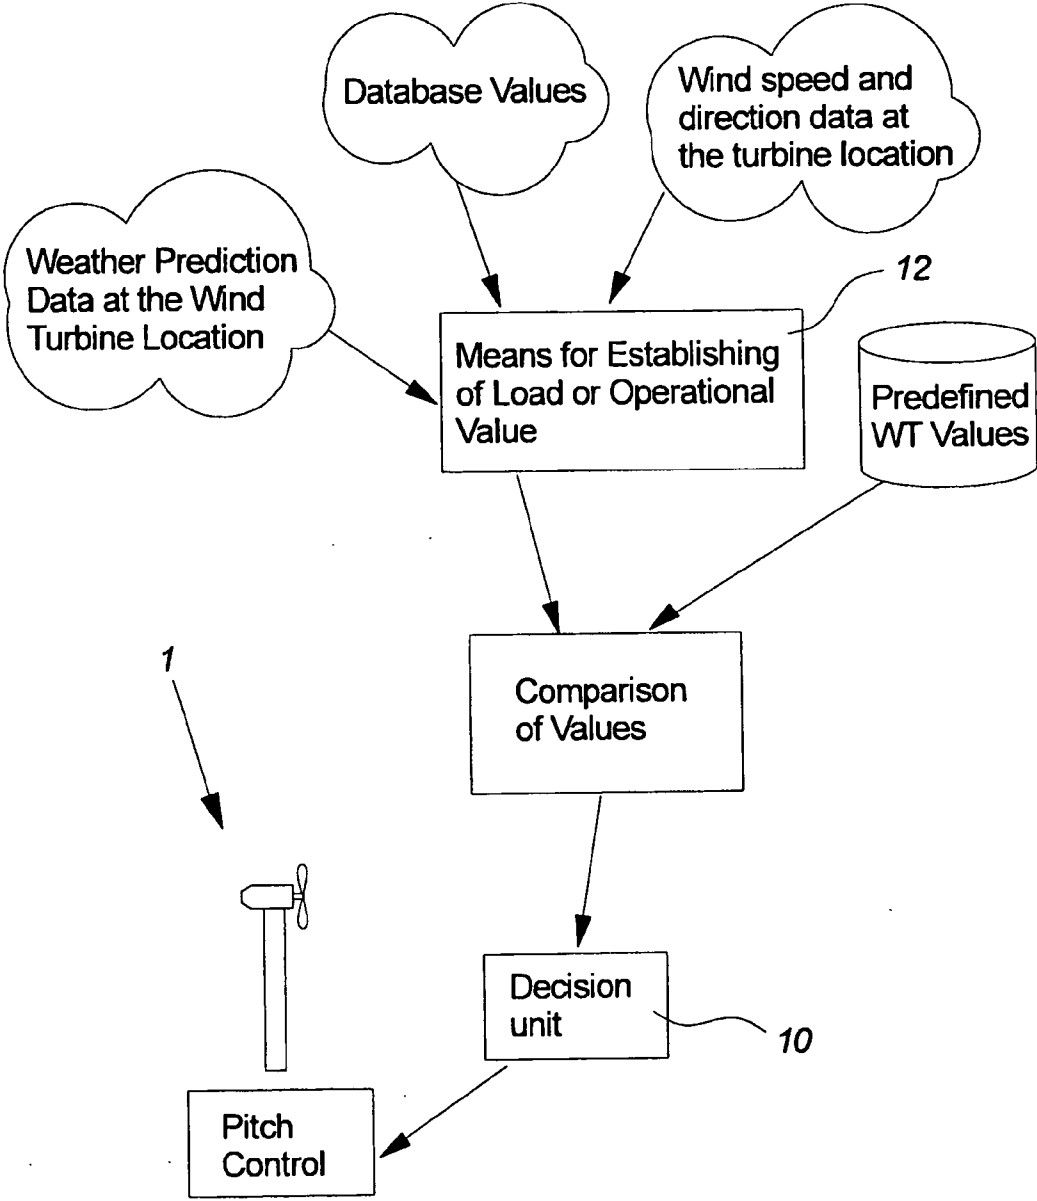 Database Values
Wind speed and
direction data at
the turbine location
Weather Prediction
Data at the Wind
Turbine Location
12
Means for Establishing
of Load or Operational
Value
Predefined
WT Values
1
Comparison
of Values
Decision
unit
10
Pitch
Control